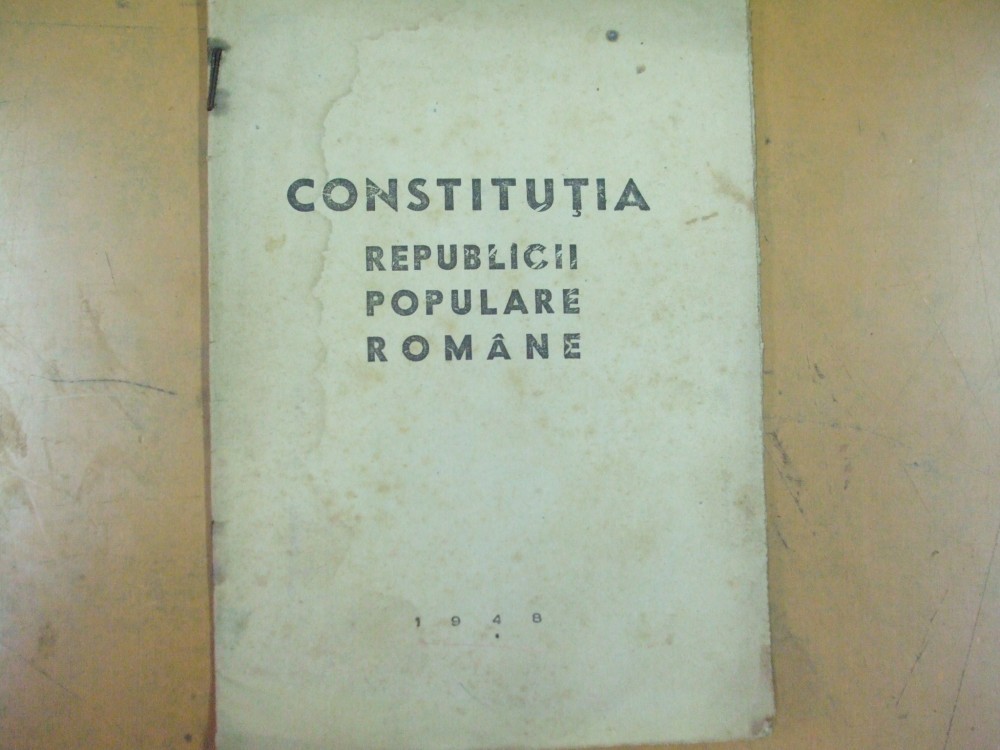 CONSTITUŢIA
REPUBLICII
POPULARE
ROMÂNE
1948